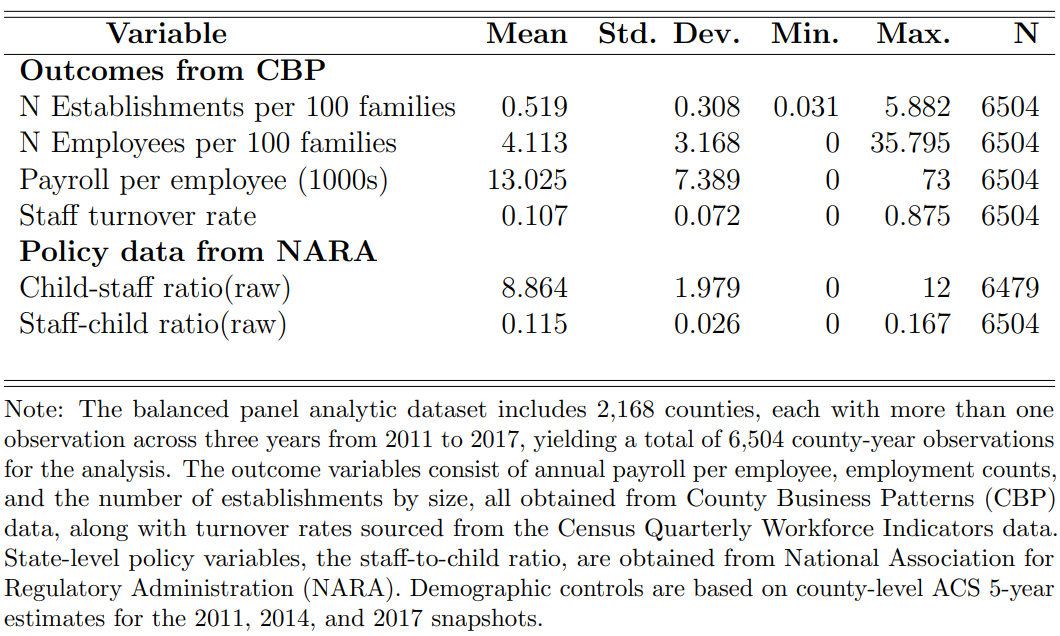 Variable Mean Std. Dev. Min. Max. N
Outcomes from CBP
N Establishments per 100 families 0.519 0.308 0.031 5.882 6504
N Employees per 100 families 4.113 3.168 0 35.795 6504
Payroll per employee (1000s) 13.025 7.389 0 73 6504
Staff turnover rate 0.107 0.072 0 0.875 6504
Policy data from NARA
Child-staff ratio(raw) 8.864 1.979 0 12 6479
Staff-child ratio(raw) 0.115 0.026 0 0.167 6504
Note: The balanced panel analytic dataset includes 2,168 counties, each with more than one
observation across three years from 2011 to 2017, yielding a total of 6,504 county-year observations
for the analysis. The outcome variables consist of annual payroll per employee, employment counts,
and the number of establishments by size, all obtained from County Business Patterns (CBP)
data, along with turnover rates sourced from the Census Quarterly Workforce Indicators data.
State-level policy variables, the staff-to-child ratio, are obtained from National Association for
Regulatory Administration (NARA). Demographic controls are based on county-level ACS 5-year
estimates for the 2011, 2014, and 2017 snapshots.